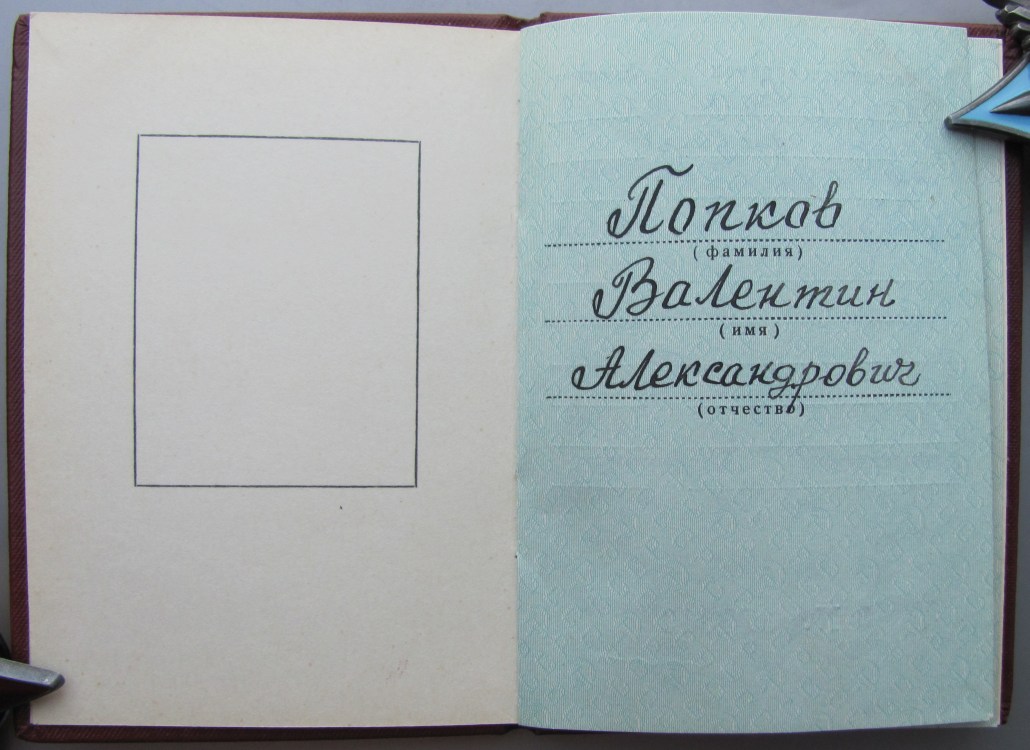 Попков
(фамилия)
Валентин
(имя)
Александрович
(отчество)